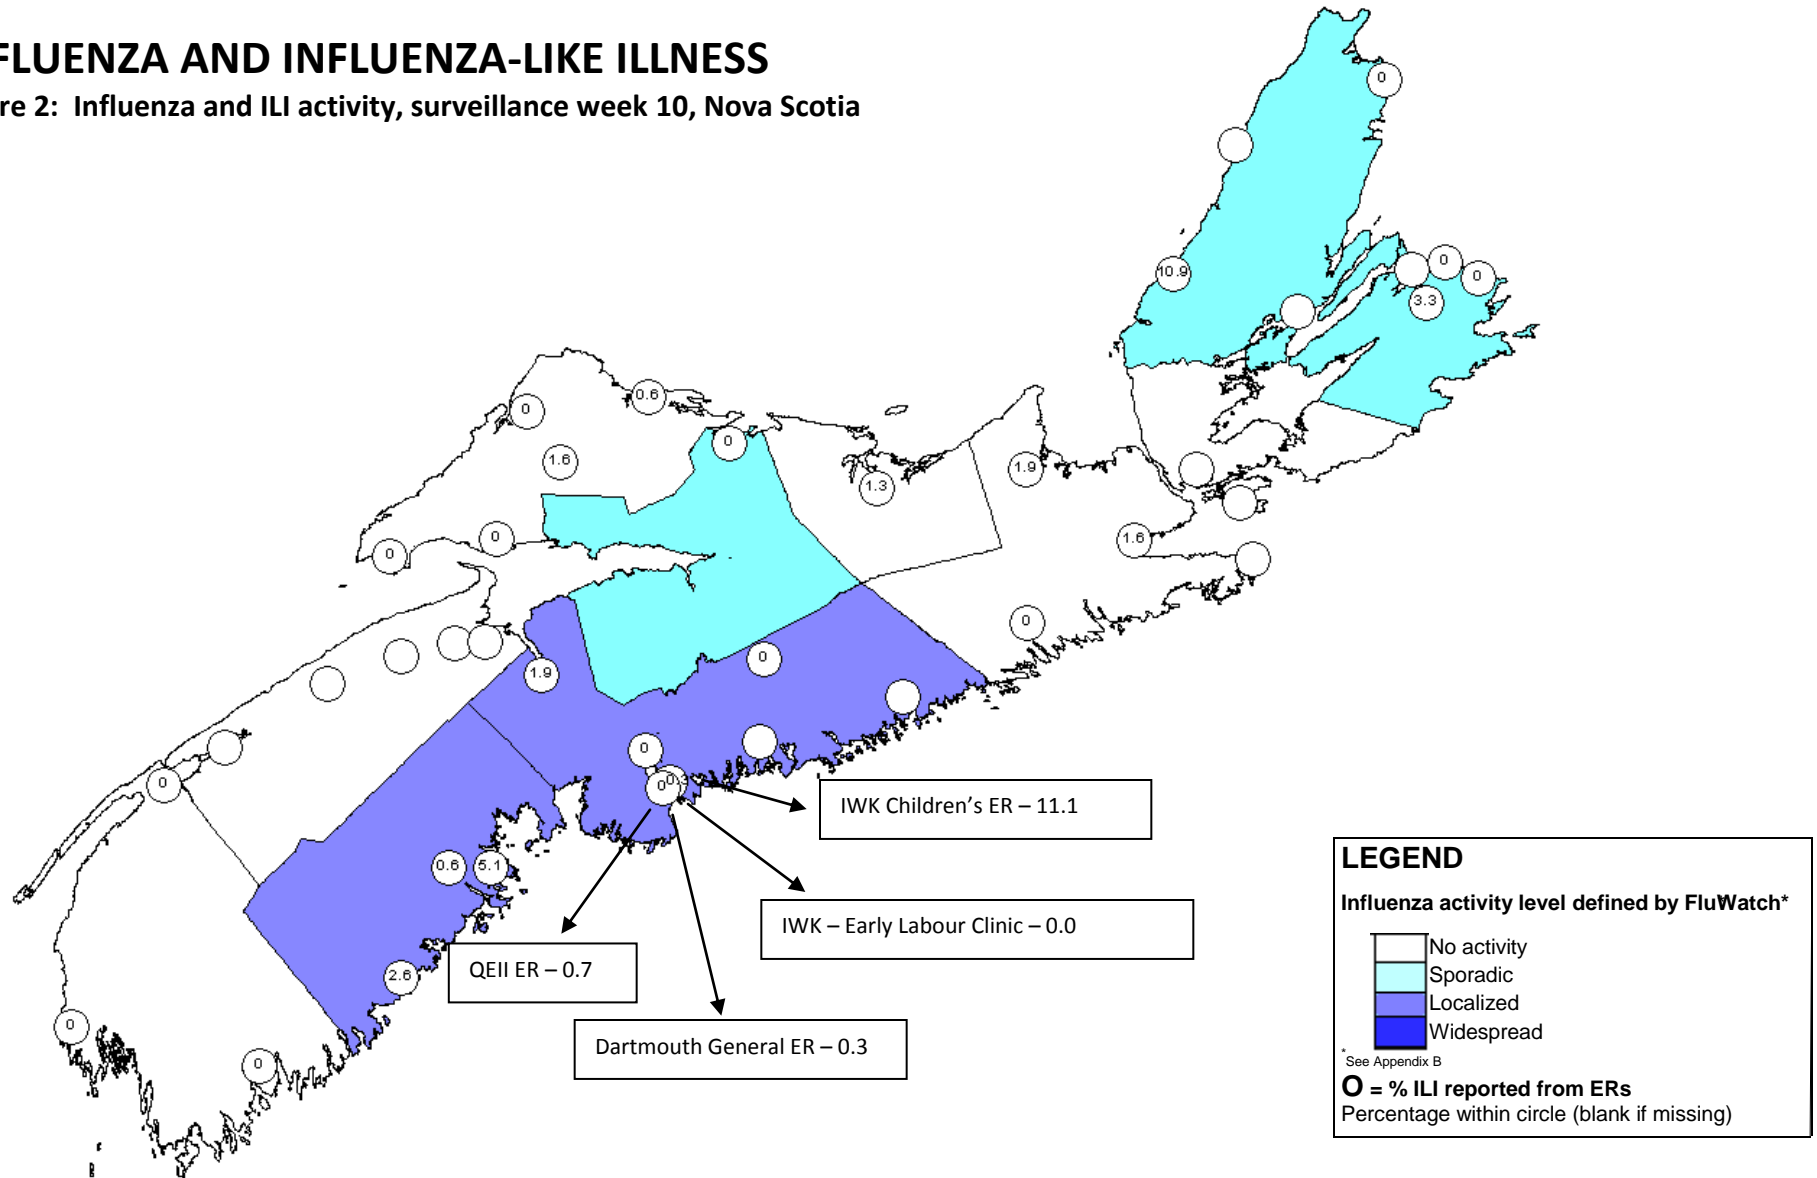 FLUENZA AND INFLUENZA-LIKE ILLNESS
re 2: Influenza and ILI activity, surveillance week 10, Nova Scotia
0
10.9
0
0
3.3
0.6
0
0
1.6
1.3
1.9
0
0
1.6
0
1.9
0
0
0
0.3
0
IWK Children's ER – 11.1
0.6
5.1
IWK – Early Labour Clinic – 0.0
QEII ER – 0.7
2.6
Dartmouth General ER – 0.3
0
0
LEGEND
Influenza activity level defined by FluWatch*
No activity
Sporadic
Localized
Widespread
*See Appendix B
O = % ILI reported from ERs
Percentage within circle (blank if missing)